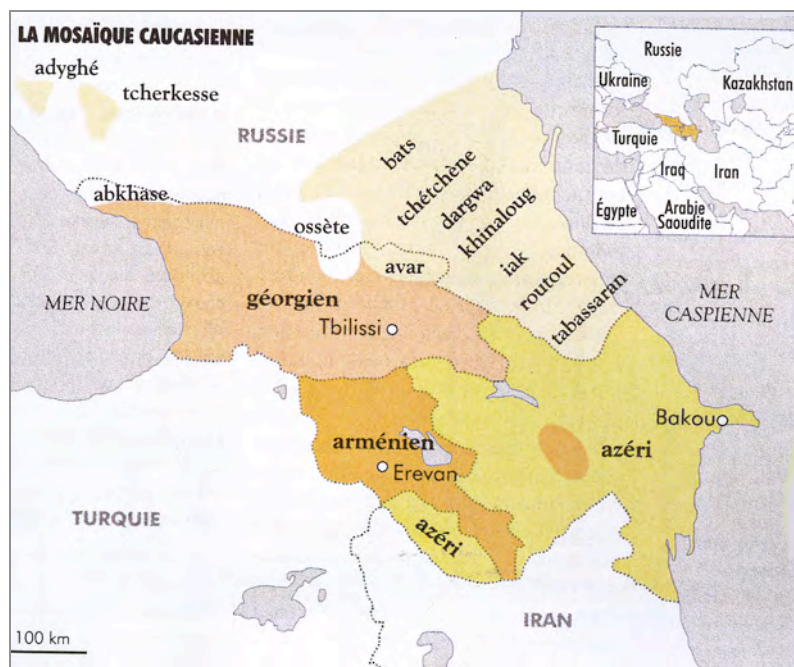 LA MOSAÏQUE CAUCASIENNE
adyghé
tcherkesse
RUSSIE
abkhase
ossète
bats
tchétchène
dargwa
khinaloug
iak
routoul
tabassaran
avar
géorgien
Tbilissi
MER NOIRE
MER
CASPIENNE
arménien
Erevan
azéri
Bakou
azéri
TURQUIE
IRAN
100 km
Russie
Ukraine
Kazakhstan
Turquie
Iraq
Iran
Égypte
Arabie
Saoudite